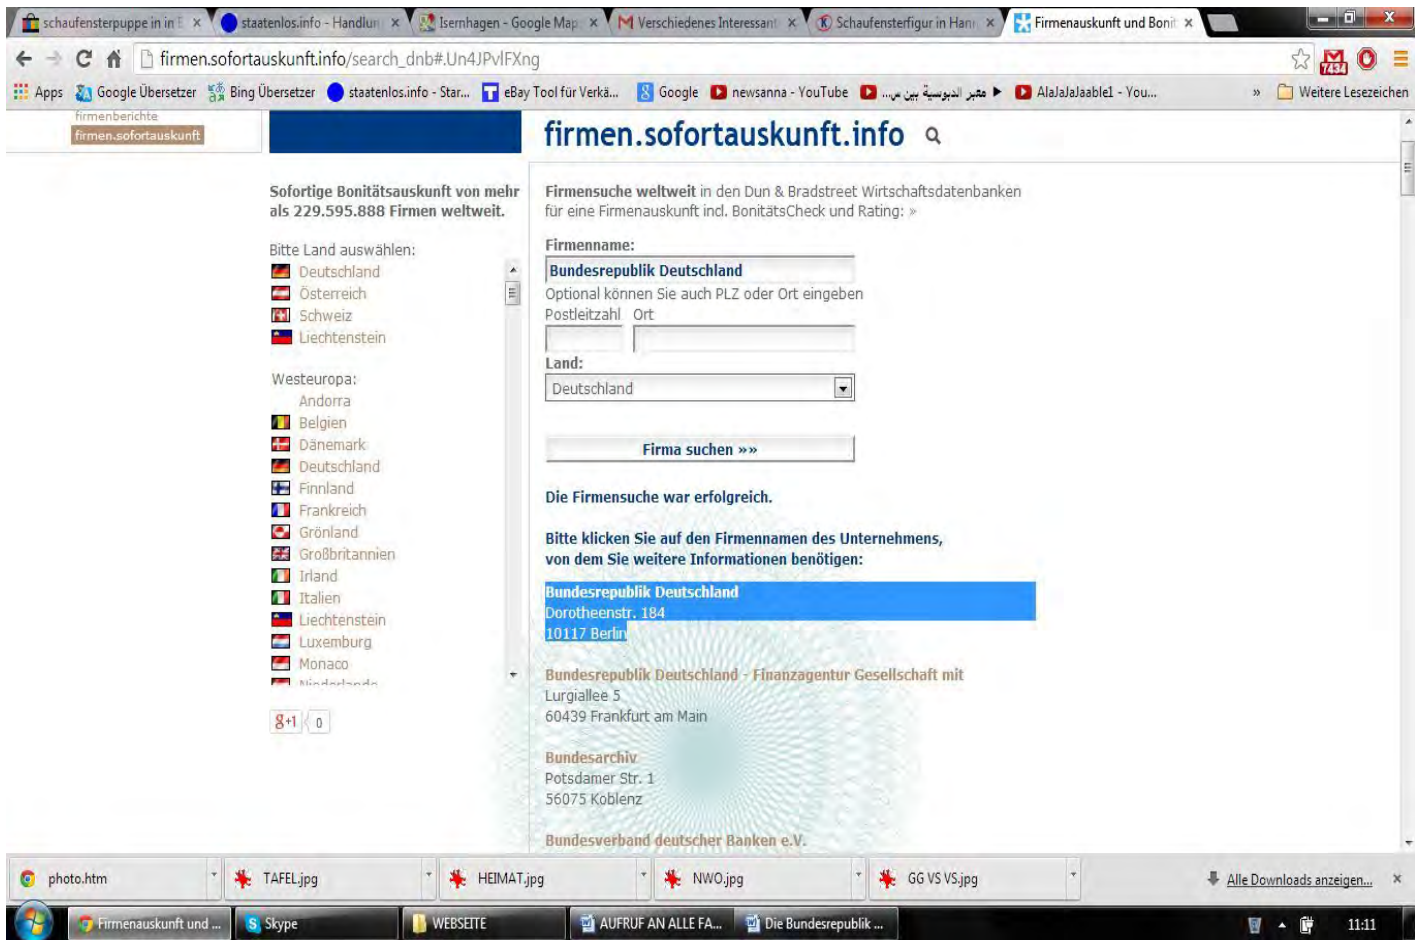 schaufensterpuppe in in E
staatenlos.info - Handlun
Isernhagen - Google Map
Verschiedenes Interessant
Schaufensterfigur in Hann
Firmenauskunft und Bonit
firmen.sofortauskunft.info/search_dnb#.Un4JPvlFXng
7434
Apps
Google Übersetzer
Bing Übersetzer
staatenlos.info - Star...
eBay Tool für Verkä...
Google
newsanna - YouTube
معبر الدبوسية بين س...
AlaJaJaJaable1 - You...
»
Weitere Lesezeichen
firmenberichte
firmen.sofortauskunft
firmen.sofortauskunft.info
Sofortige Bonitätsauskunft von mehr
als 229.595.888 Firmen weltweit.
Bitte Land auswählen:
Deutschland
Österreich
Schweiz
Liechtenstein
Westeuropa:
Andorra
Belgien
Dänemark
Deutschland
Finnland
Frankreich
Grönland
Großbritannien
Irland
Italien
Liechtenstein
Luxemburg
Monaco
Niederlande
g+1 0
Firmensuche weltweit in den Dun & Bradstreet Wirtschaftsdatenbanken
für eine Firmenauskunft incl. BonitätsCheck und Rating: »
Firmenname:
Bundesrepublik Deutschland
Optional können Sie auch PLZ oder Ort eingeben
Postleitzahl Ort
Land:
Deutschland
Firma suchen »»
Die Firmensuche war erfolgreich.
Bitte klicken Sie auf den Firmennamen des Unternehmens,
von dem Sie weitere Informationen benötigen:
Bundesrepublik Deutschland
Dorotheenstr. 184
10117 Berlin
Bundesrepublik Deutschland - Finanzagentur Gesellschaft mit
Lurgiallee 5
60439 Frankfurt am Main
Bundesarchiv
Potsdamer Str. 1
56075 Koblenz
Bundesverband deutscher Banken e.V.
photo.htm
TAFEL.jpg
HEIMAT.jpg
NWO.jpg
GG VS VS.jpg
Alle Downloads anzeigen...
Firmenauskunft und ...
Skype
WEBSEITE
AUFRUF AN ALLE FA...
Die Bundesrepublik ...
11:11